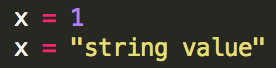 x = 1
x = "string value"